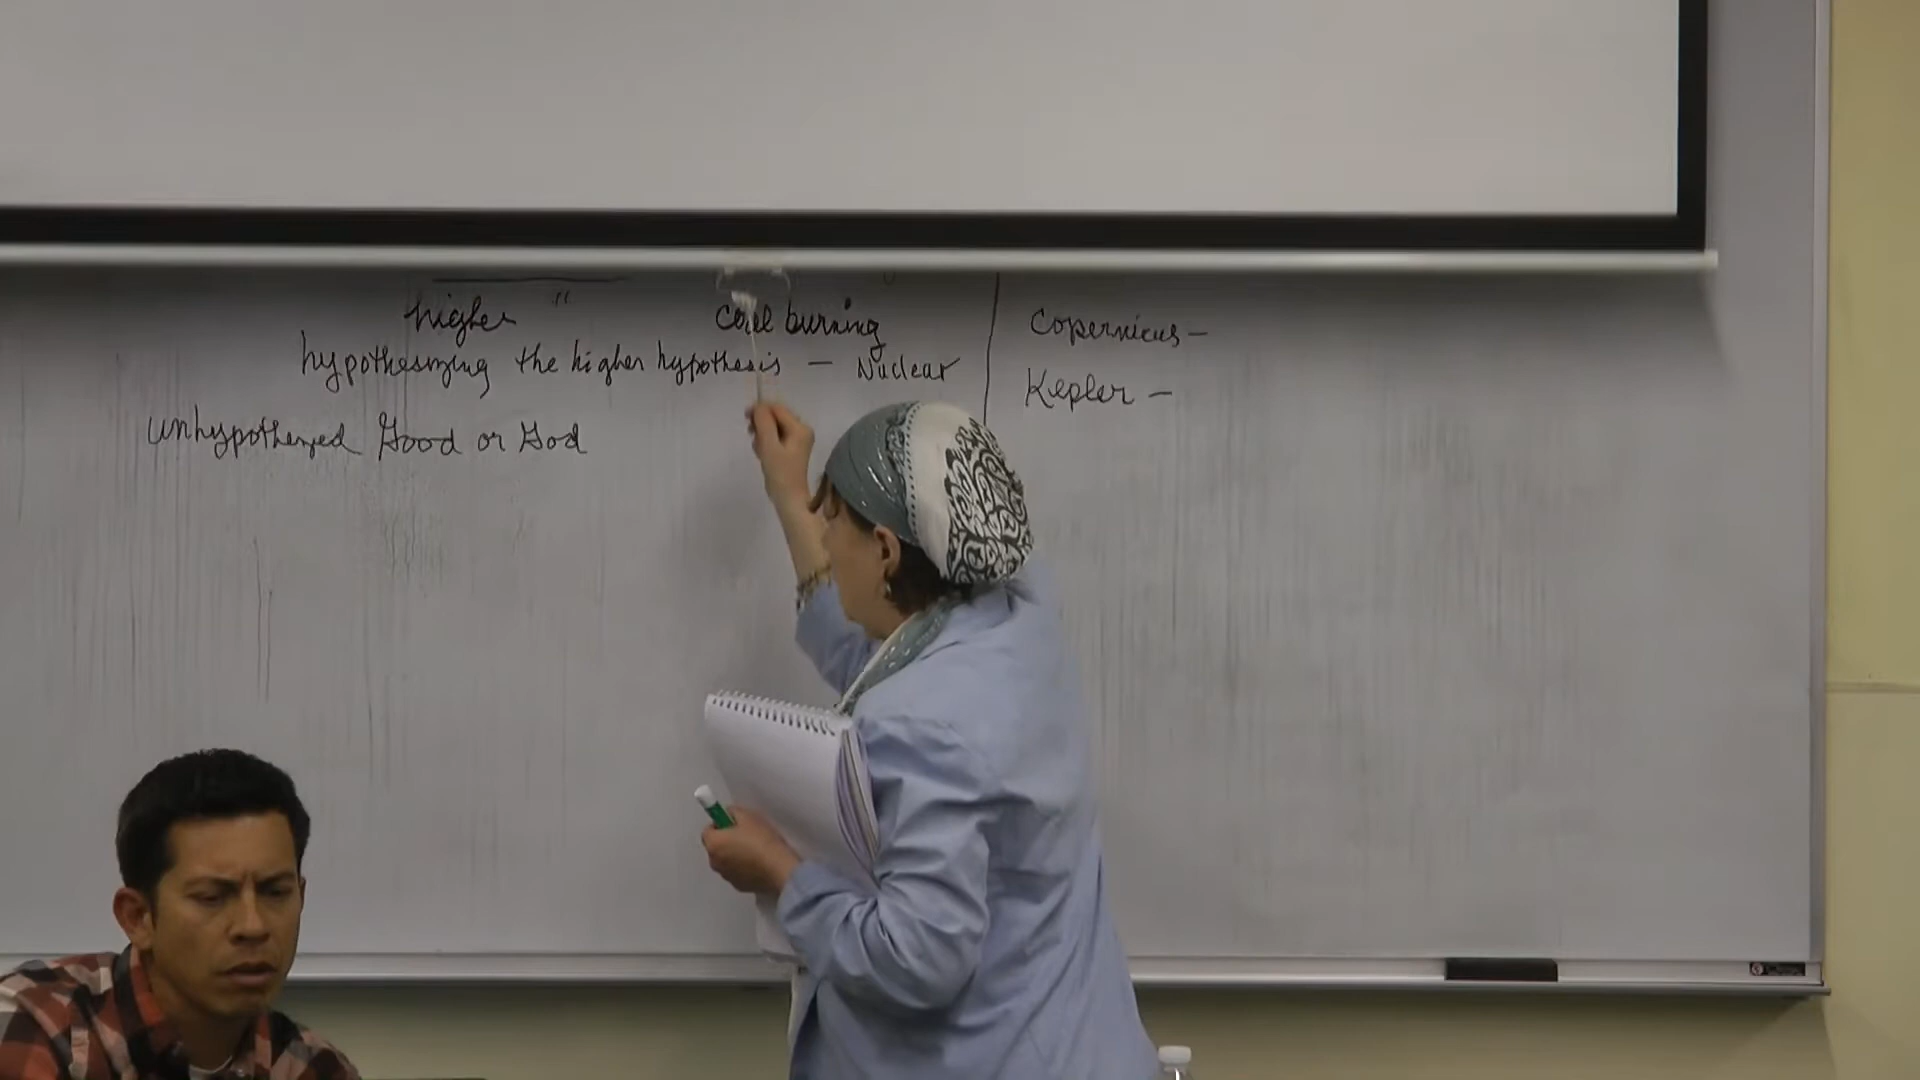 higher "
coal burning
hypothesizing the higher hypothesis — Nuclear
unhypothesized Good or God
Copernicus —
Kepler —